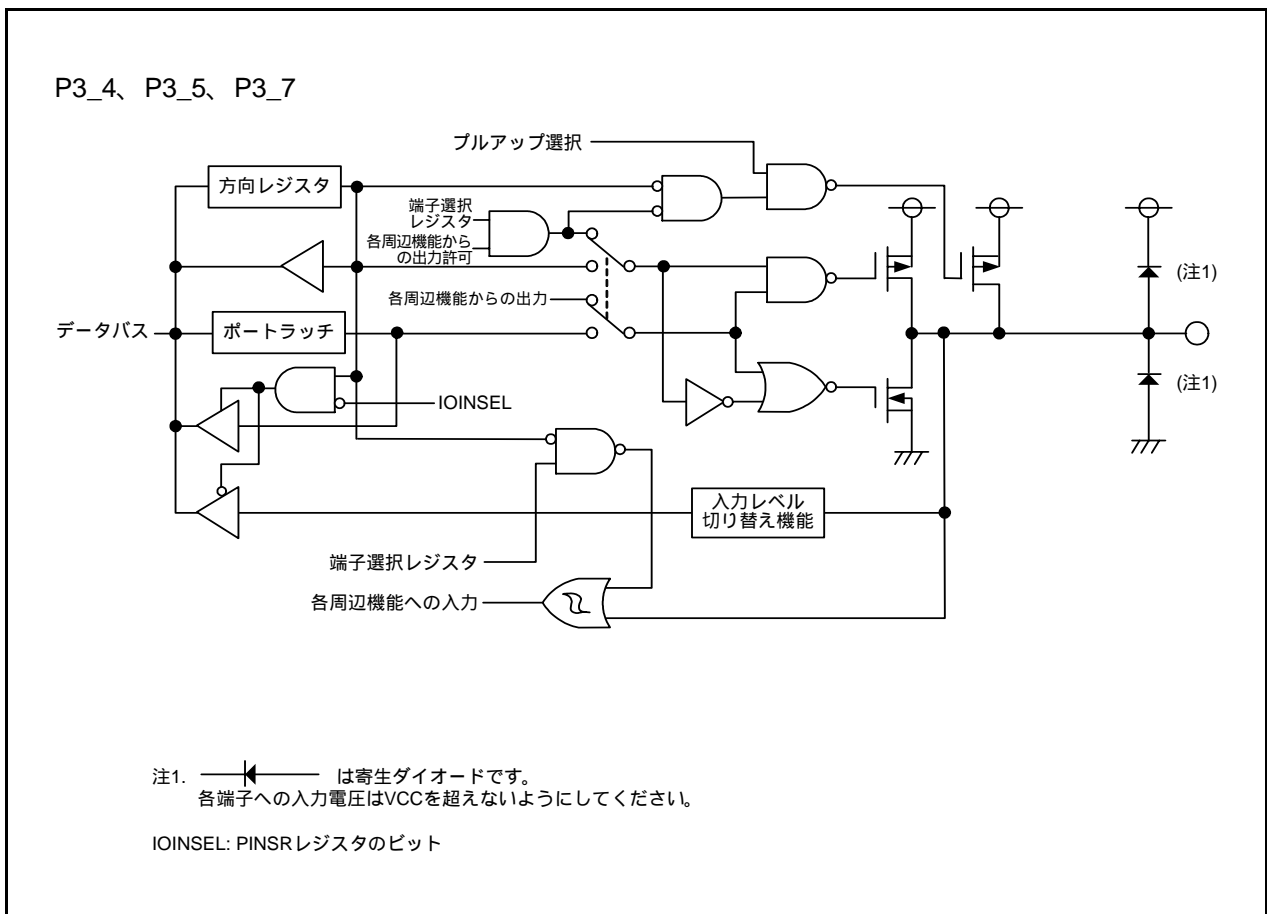 P3_4、P3_5、P3_7
プルアップ選択
方向レジスタ
端子選択
レジスタ
各周辺機能から
の出力許可
(注1)
各周辺機能からの出力
データバス
ポートラッチ
(注1)
IOINSEL
入力レベル
切り替え機能
端子選択レジスタ
各周辺機能への入力
注1. は寄生ダイオードです。
各端子への入力電圧はVCCを超えないようにしてください。
IOINSEL: PINSRレジスタのビット